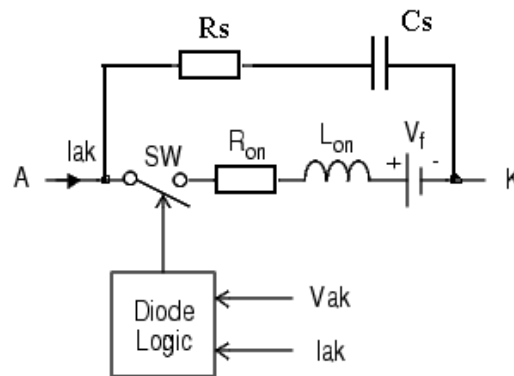 Rs
Cs
Iak
SW
Ron
Lon
Vf
+
-
A
K
Diode
Logic
Vak
Iak